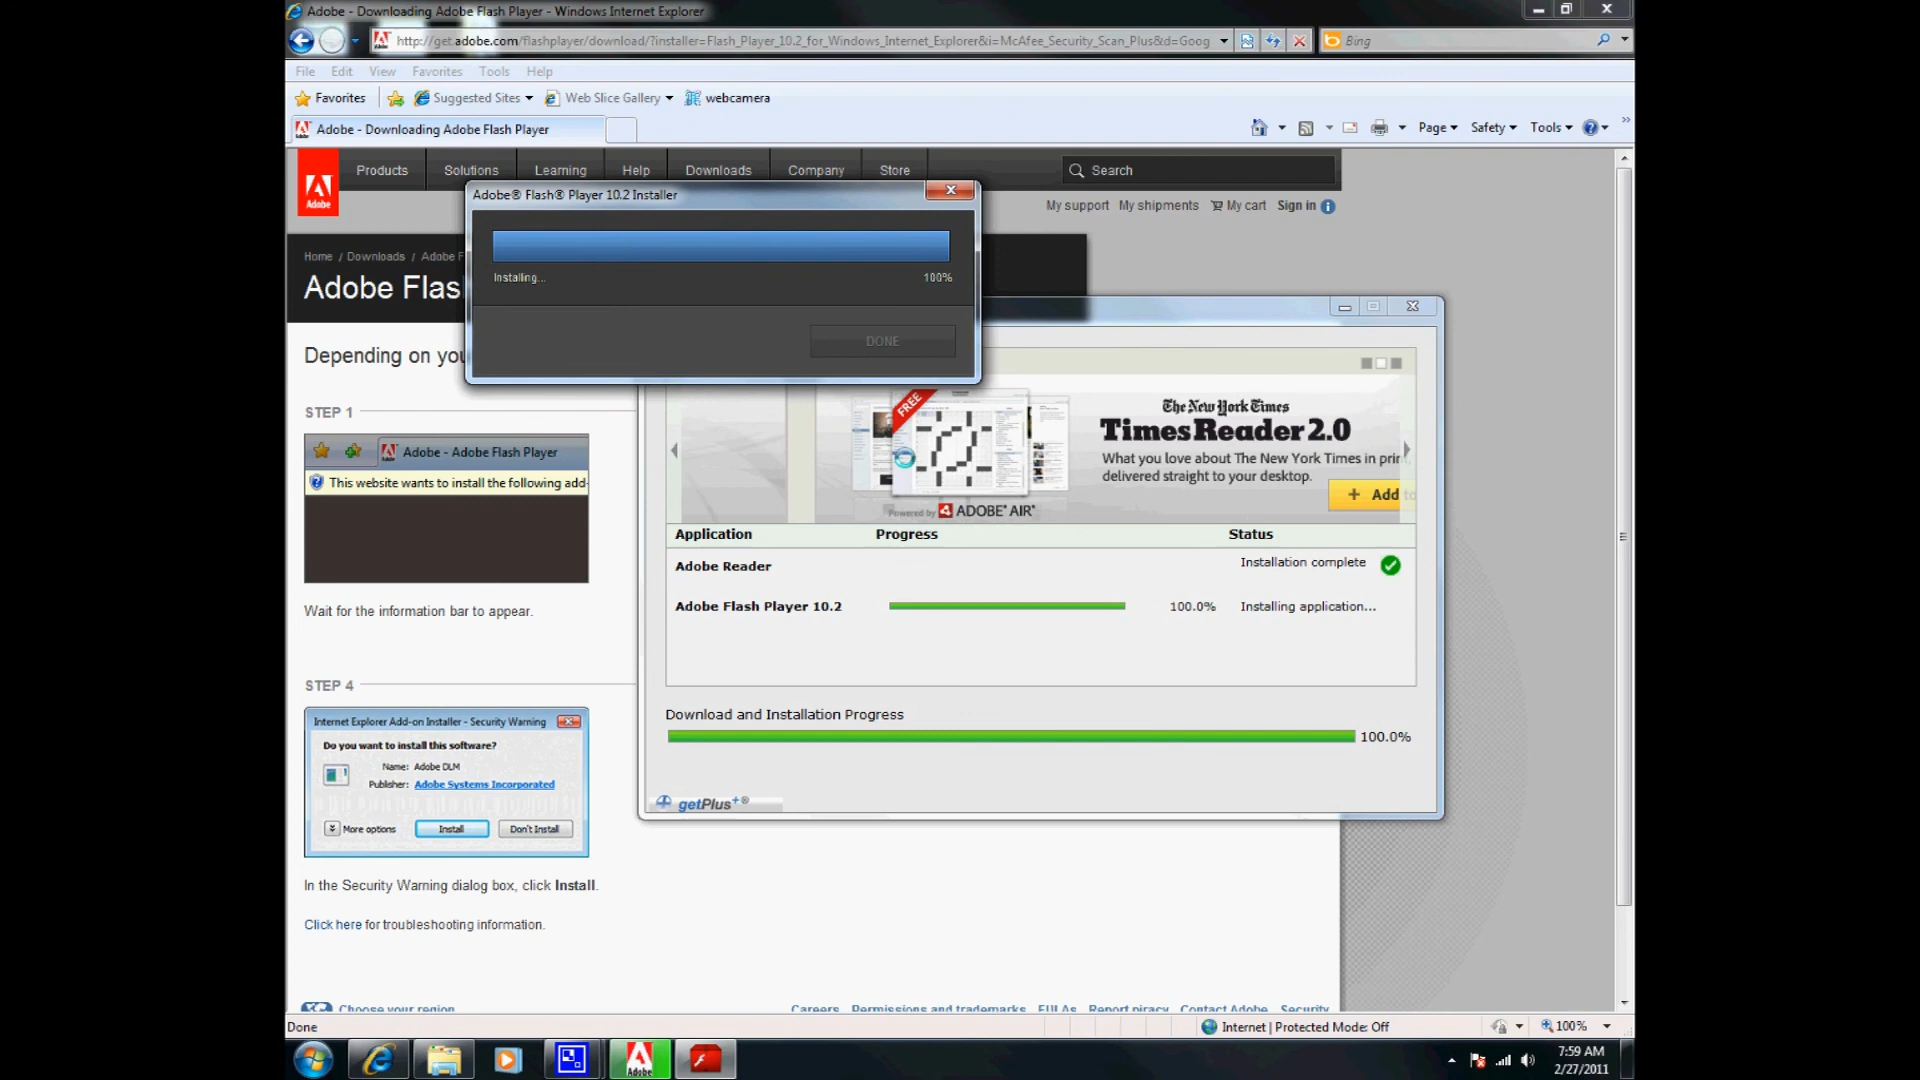 Adobe - Downloading Adobe Flash Player - Windows Internet Explorer
http://get.adobe.com/flashplayer/download/?installer=Flash_Player_10.2_for_Windows_Internet_Explorer&i=McAfee_Security_Scan_Plus&d=Goog
Bing
File Edit View Favorites Tools Help
Favorites Suggested Sites Web Slice Gallery webcamera
Adobe - Downloading Adobe Flash Player
Page Safety Tools
Adobe
Products Solutions Learning Help Downloads Company Store
Search
My support My shipments My cart Sign in
Adobe® Flash® Player 10.2 Installer
Installing...
100%
DONE
Home / Downloads / Adobe F
Adobe Flas
Depending on you
STEP 1
Adobe - Adobe Flash Player
This website wants to install the following add-
Wait for the information bar to appear.
STEP 4
Internet Explorer Add-on Installer - Security Warning
Do you want to install this software?
Name: Adobe DLM
Publisher: Adobe Systems Incorporated
More options Install Don't Install
In the Security Warning dialog box, click Install.
Click here for troubleshooting information.
FREE
Powered by ADOBE® AIR®
The New York Times
TimesReader 2.0
What you love about The New York Times in prin
delivered straight to your desktop.
+ Add to
Application Progress Status
Adobe Reader Installation complete
Adobe Flash Player 10.2 100.0% Installing application...
Download and Installation Progress
100.0%
getPlus+®
Choose your region
Careers Permissions and trademarks EULAs Report piracy Contact Adobe Security
Done
Internet | Protected Mode: Off
100%
Adobe
7:59 AM
2/27/2011